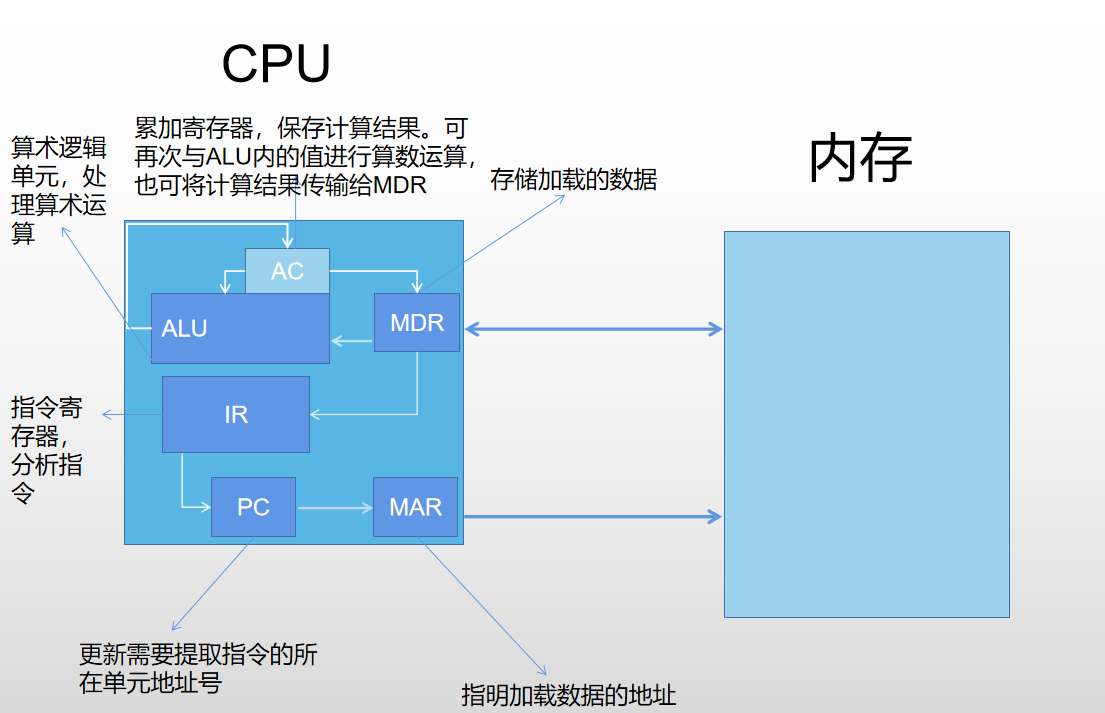 CPU
内存
算术逻辑
单元，处
理算术运
算
累加寄存器，保存计算结果。可
再次与ALU内的值进行算数运算，
也可将计算结果传输给MDR
存储加载的数据
AC
ALU
MDR
指令寄
存器，
分析指
令
IR
PC
MAR
更新需要提取指令的所
在单元地址号
指明加载数据的地址